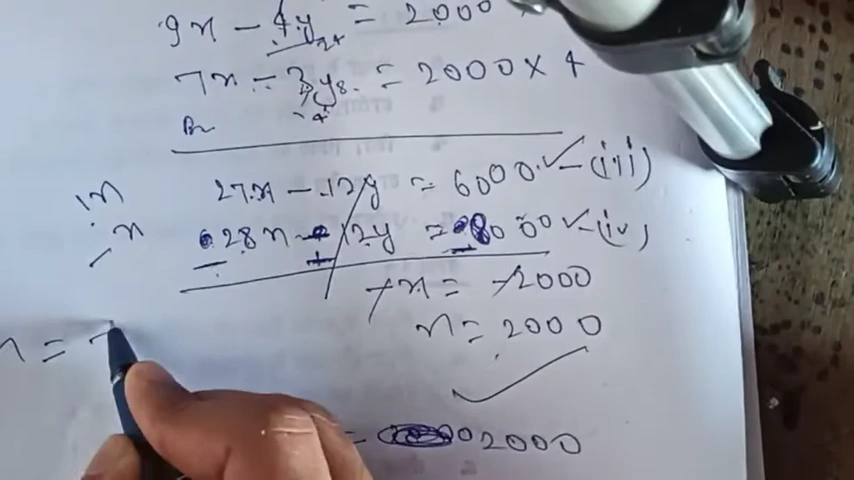 9x - 4y = 2000
7x - 3y = 2000 × 4
27x - 12y = 6000 ✓ - (iii)
28x - 12y = 8000 ✓ - (iv)
-x = -2000
x = 2000
x =
= 2000